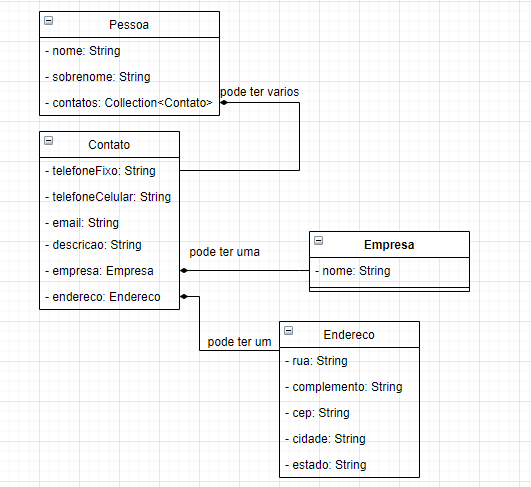 Pessoa
- nome: String
- sobrenome: String
- contatos: Collection<Contato>
pode ter varios
Contato
- telefoneFixo: String
- telefoneCelular: String
- email: String
- descricao: String
- empresa: Empresa
- endereco: Endereco
pode ter uma
Empresa
- nome: String
pode ter um
Endereco
- rua: String
- complemento: String
- cep: String
- cidade: String
- estado: String